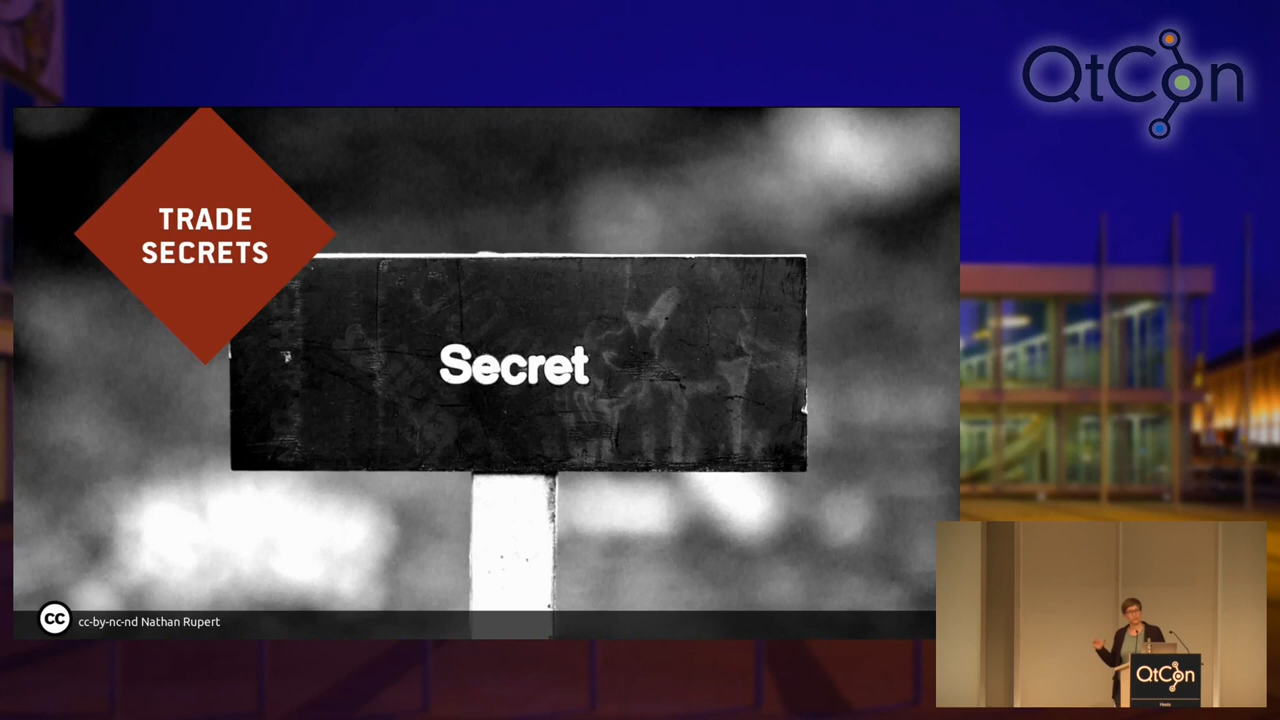 QtCon
TRADE
SECRETS
Secret
cc
cc-by-nc-nd Nathan Rupert
QtCon